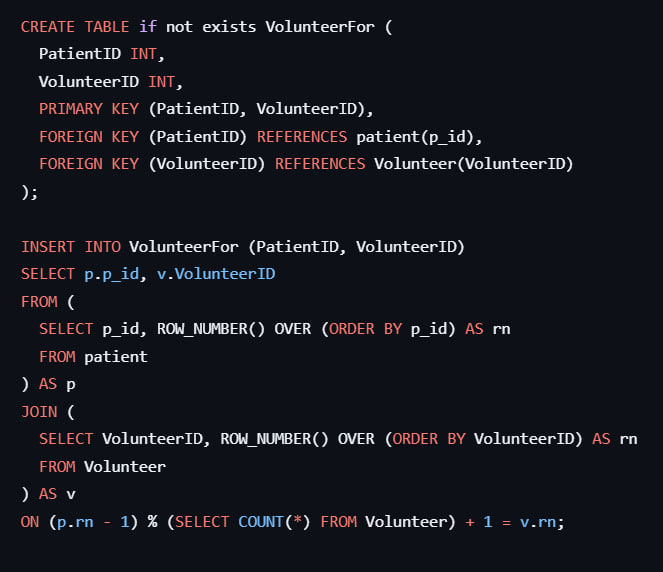 CREATE TABLE if not exists VolunteerFor (
  PatientID INT,
  VolunteerID INT,
  PRIMARY KEY (PatientID, VolunteerID),
  FOREIGN KEY (PatientID) REFERENCES patient(p_id),
  FOREIGN KEY (VolunteerID) REFERENCES Volunteer(VolunteerID)
);

INSERT INTO VolunteerFor (PatientID, VolunteerID)
SELECT p.p_id, v.VolunteerID
FROM (
  SELECT p_id, ROW_NUMBER() OVER (ORDER BY p_id) AS rn
  FROM patient
) AS p
JOIN (
  SELECT VolunteerID, ROW_NUMBER() OVER (ORDER BY VolunteerID) AS rn
  FROM Volunteer
) AS v
ON (p.rn - 1) % (SELECT COUNT(*) FROM Volunteer) + 1 = v.rn;